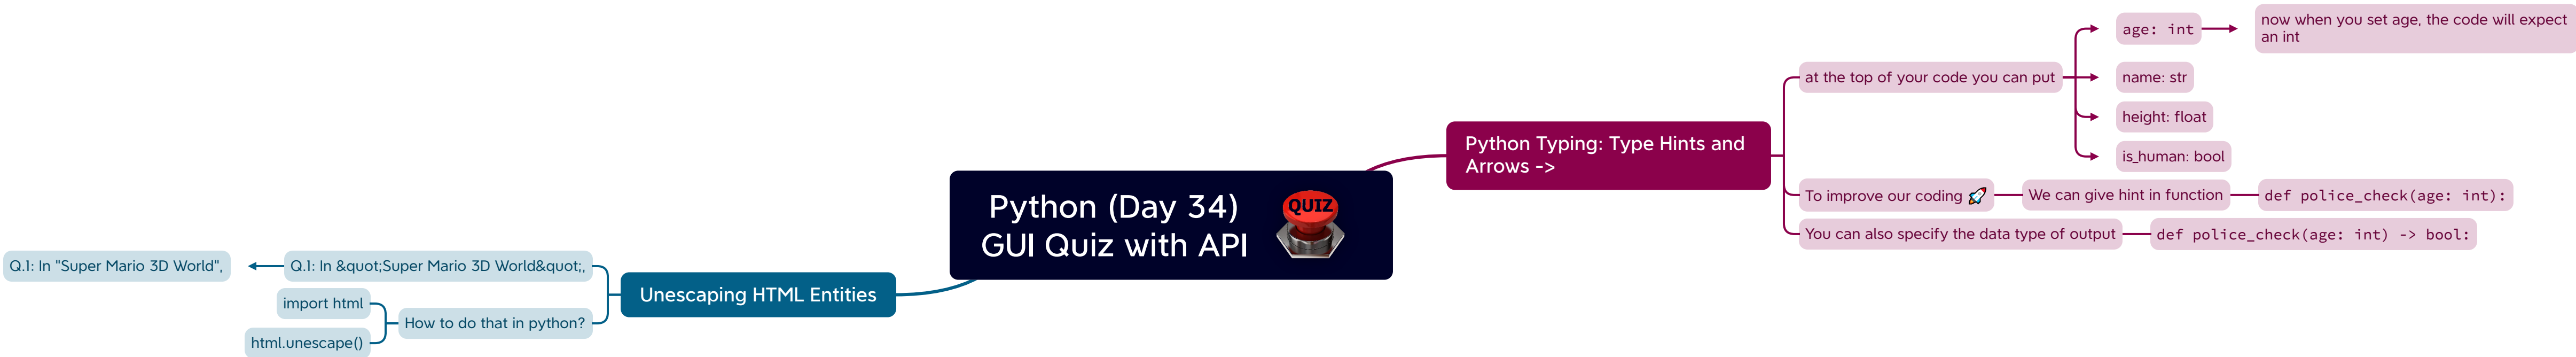 Python (Day 34)
GUI Quiz with API
QUIZ
Python Typing: Type Hints and
Arrows ->
at the top of your code you can put
age: int
now when you set age, the code will expect
an int
name: str
height: float
is_human: bool
To improve our coding 🚀
We can give hint in function
def police_check(age: int):
You can also specify the data type of output
def police_check(age: int) -> bool:
Unescaping HTML Entities
Q.1: In &quot;Super Mario 3D World&quot;,
Q.1: In "Super Mario 3D World",
How to do that in python?
import html
html.unescape()